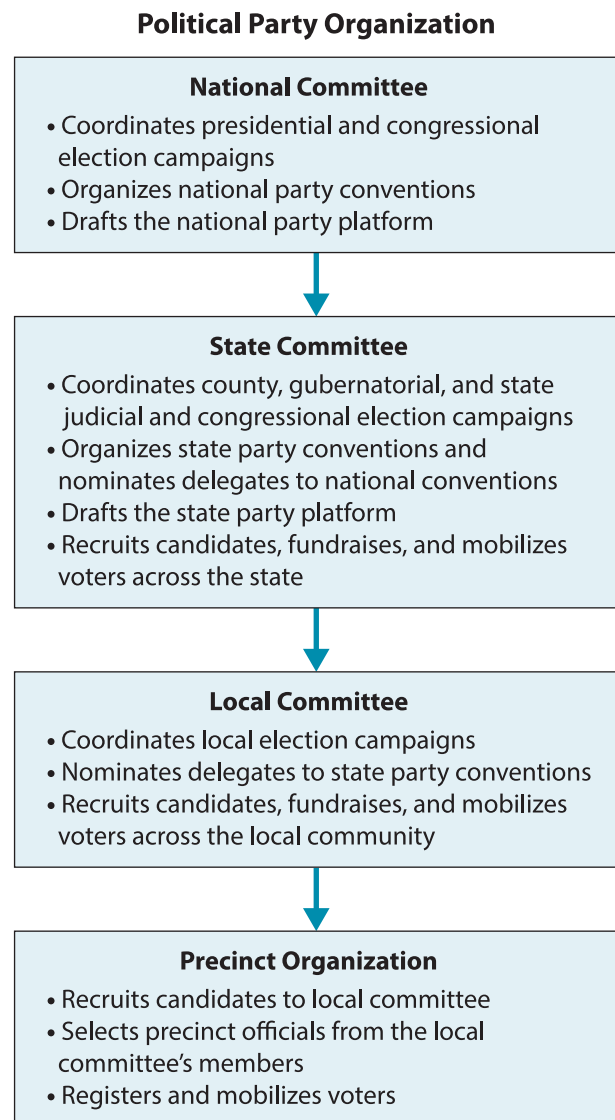 Political Party Organization
National Committee
• Coordinates presidential and congressional
election campaigns
• Organizes national party conventions
• Drafts the national party platform
State Committee
• Coordinates county, gubernatorial, and state
judicial and congressional election campaigns
• Organizes state party conventions and
nominates delegates to national conventions
• Drafts the state party platform
• Recruits candidates, fundraises, and mobilizes
voters across the state
Local Committee
• Coordinates local election campaigns
• Nominates delegates to state party conventions
• Recruits candidates, fundraises, and mobilizes
voters across the local community
Precinct Organization
• Recruits candidates to local committee
• Selects precinct officials from the local
committee's members
• Registers and mobilizes voters